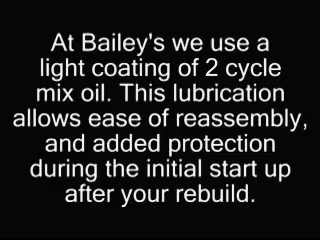 At Bailey's we use a
light coating of 2 cycle
mix oil. This lubrication
allows ease of reassembly,
and added protection
during the initial start up
after your rebuild.